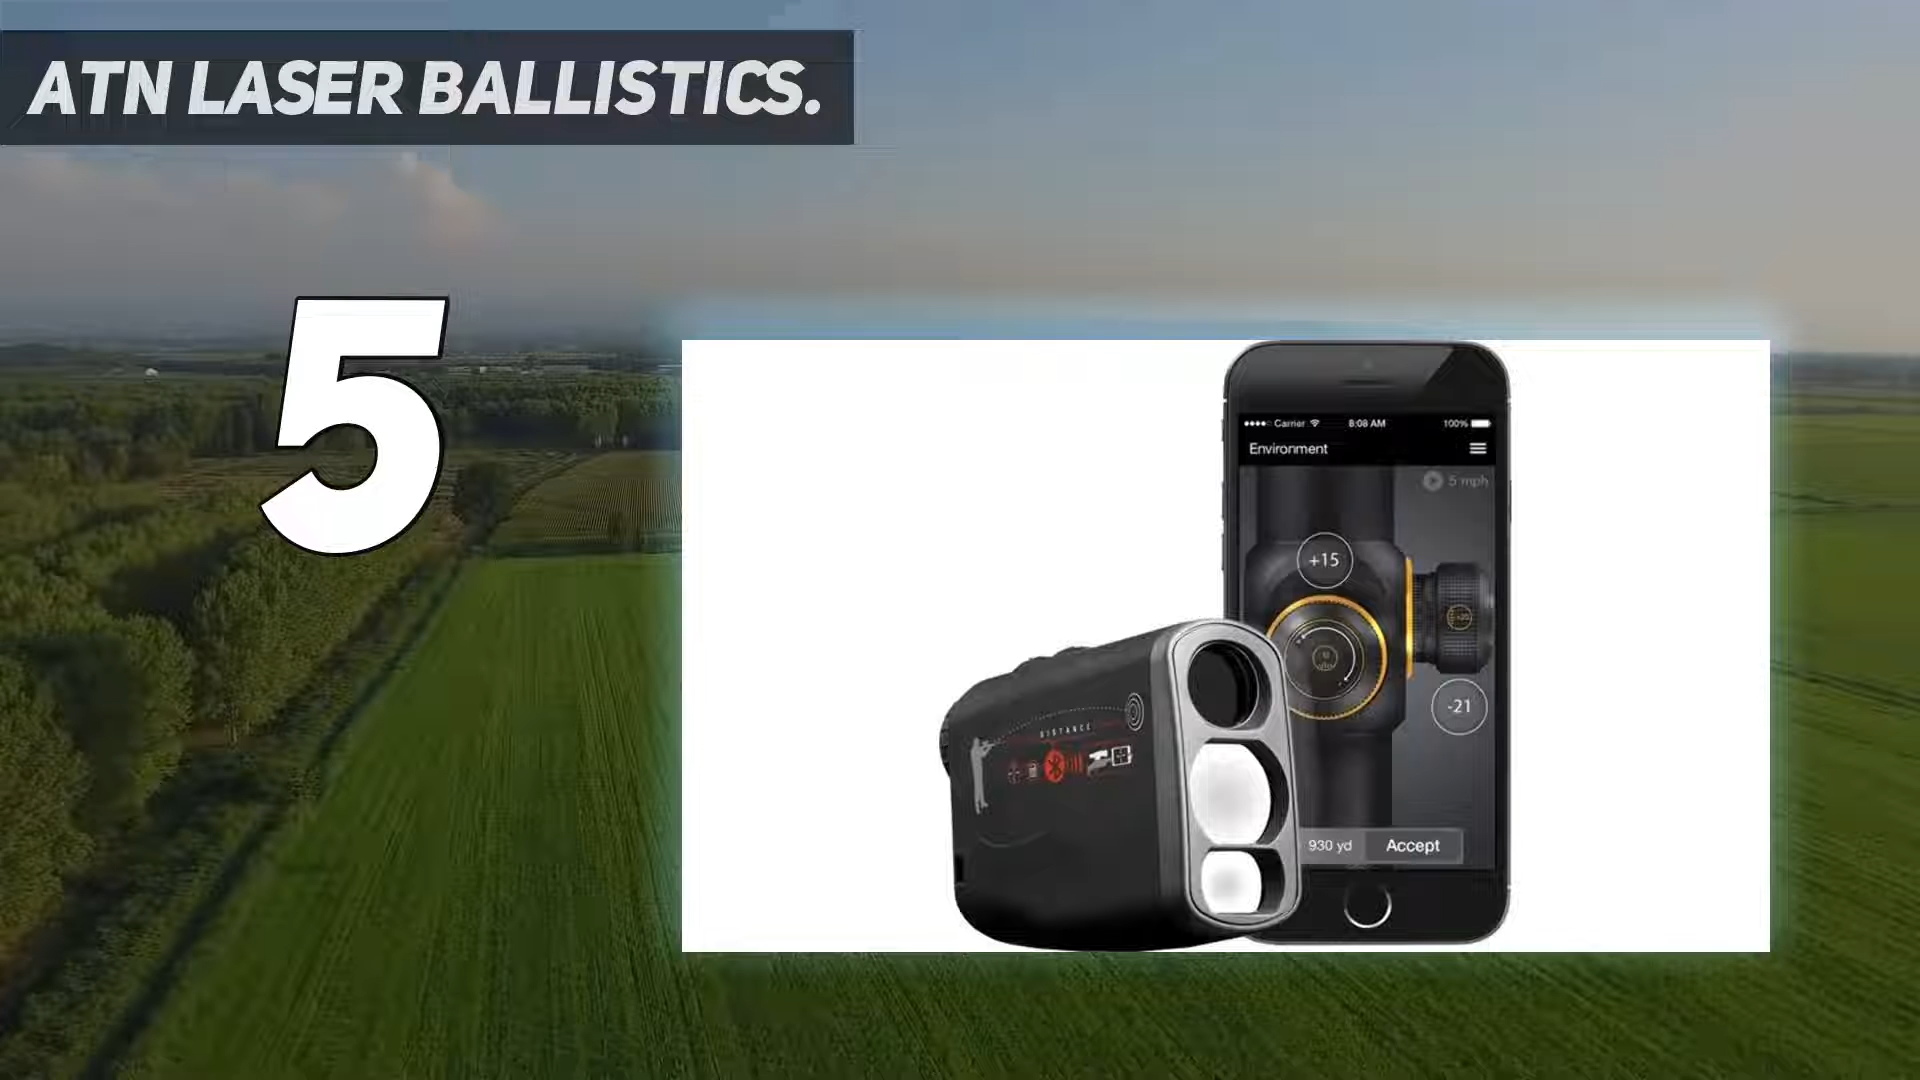 ATN LASER BALLISTICS.
5
Carrier 8:08 AM 100%
Environment
5 mph
+15
-21
DISTANCE
930 yd Accept